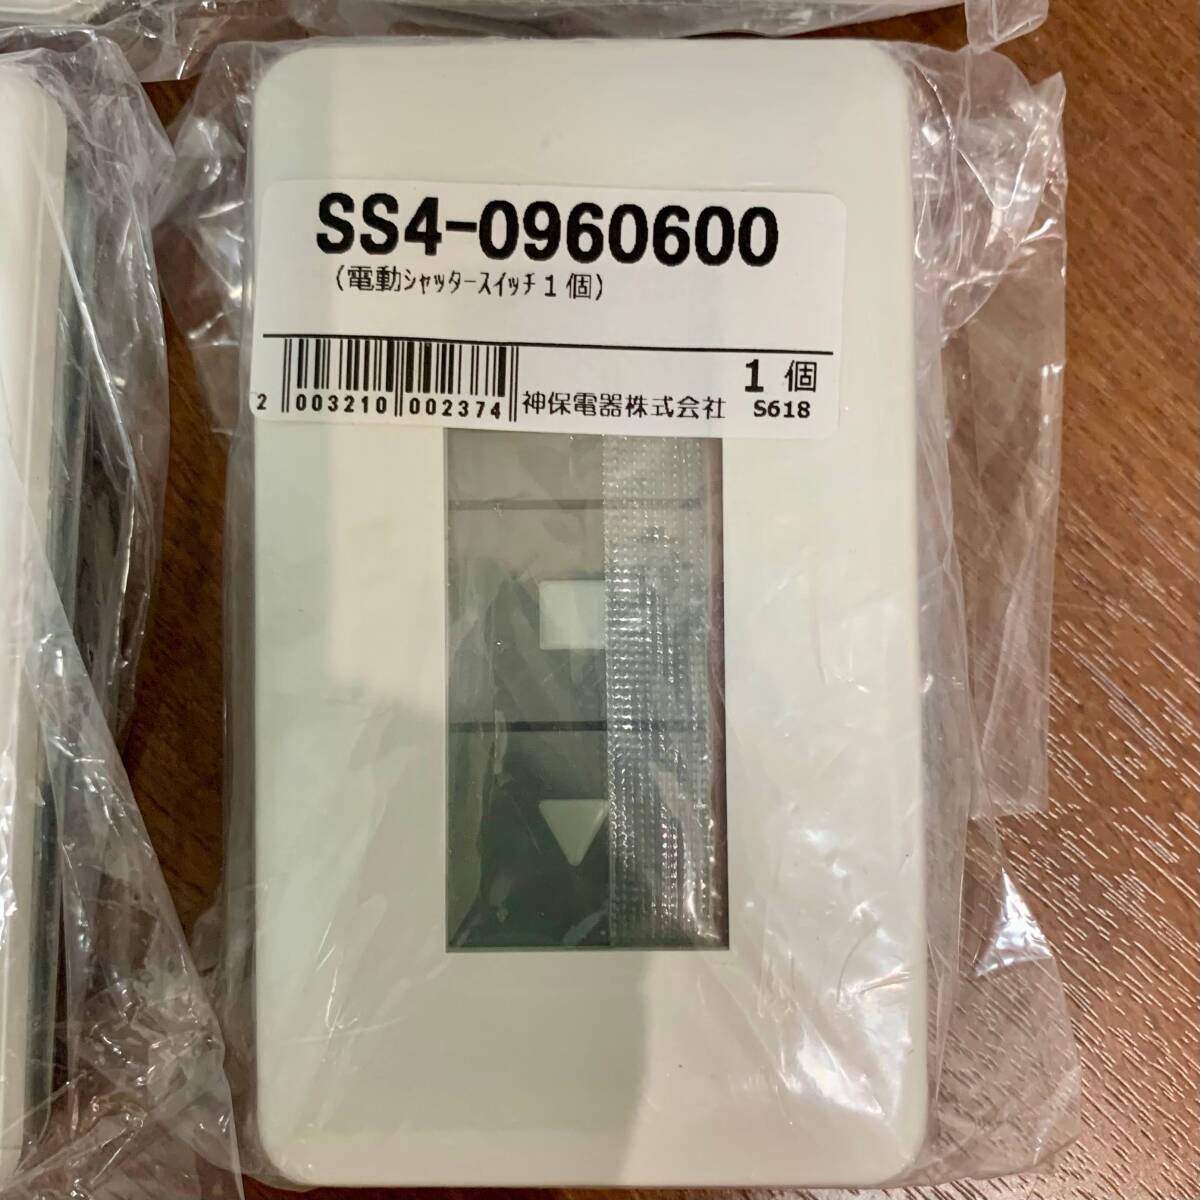 SS4-0960600
(電動ｼｬｯﾀｰｽｲｯﾁ1個)
1 個
2 003210 002374 神保電器株式会社 S618